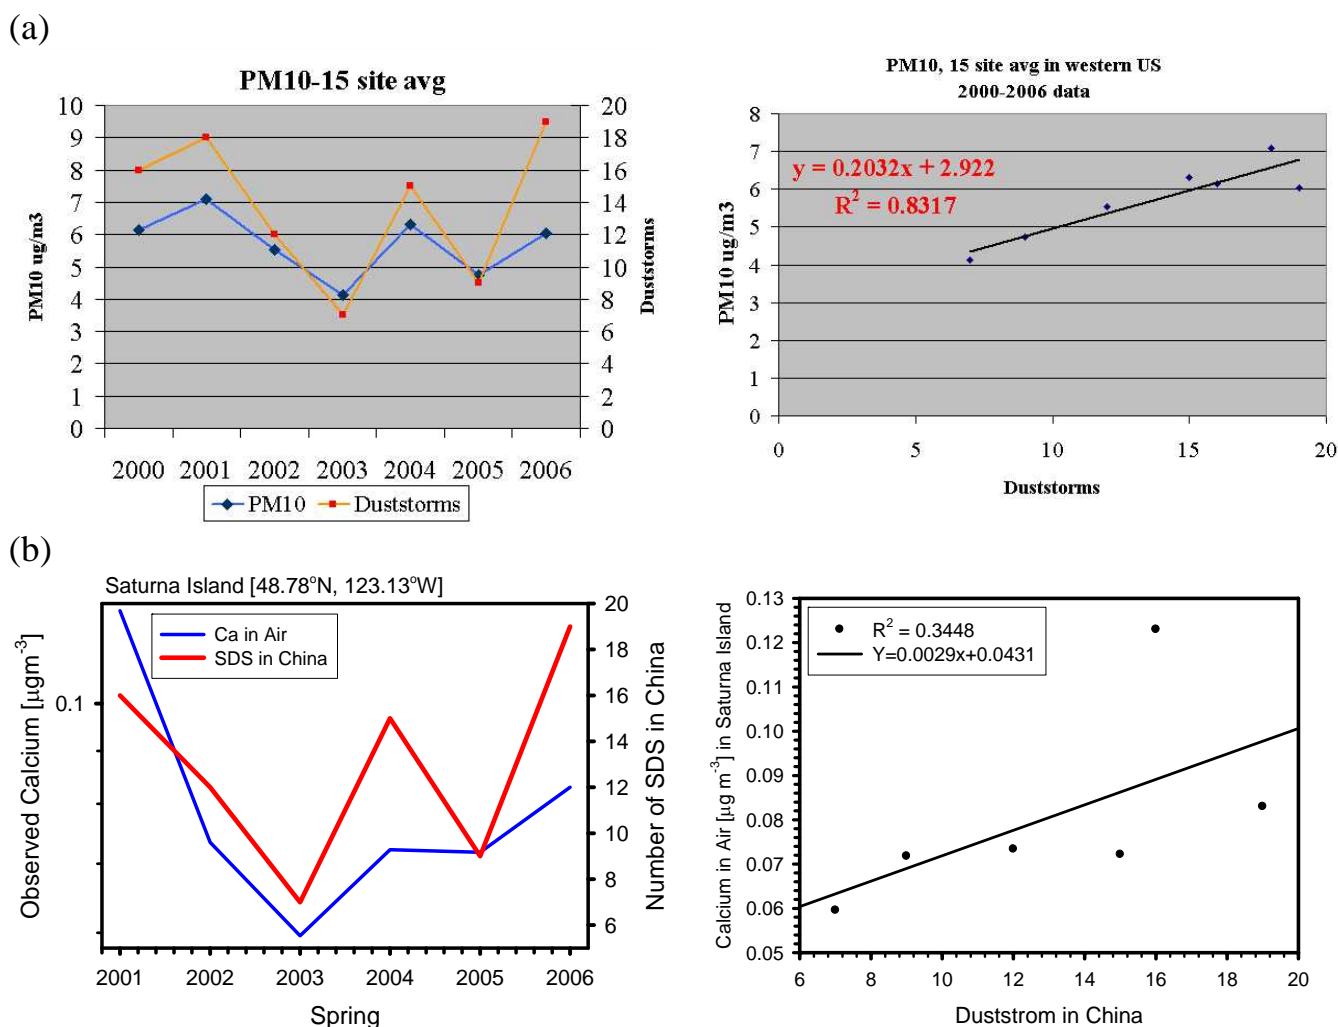 (a)
PM10-15 site avg
10
9
8
7
6
5
4
3
2
1
0
PM10 ug/m3
20
18
16
14
12
10
8
6
4
2
0
Duststorms
2000 2001 2002 2003 2004 2005 2006
PM10 Duststorms
PM10, 15 site avg in western US
2000-2006 data
8
7
6
5
4
3
2
1
0
PM10 ug/m3
y = 0.2032x + 2.922
R² = 0.8317
0 5 10 15 20
Duststorms
(b)
Saturna Island [48.78°N, 123.13°W]
Ca in Air
SDS in China
Observed Calcium [μgm⁻³]
0.1
20
18
16
14
12
10
8
6
Number of SDS in China
2001 2002 2003 2004 2005 2006
Spring
0.13
0.12
0.11
0.10
0.09
0.08
0.07
0.06
0.05
Calcium in Air [μg m⁻³] in Saturna Island
R² = 0.3448
Y=0.0029x+0.0431
6 8 10 12 14 16 18 20
Duststrom in China